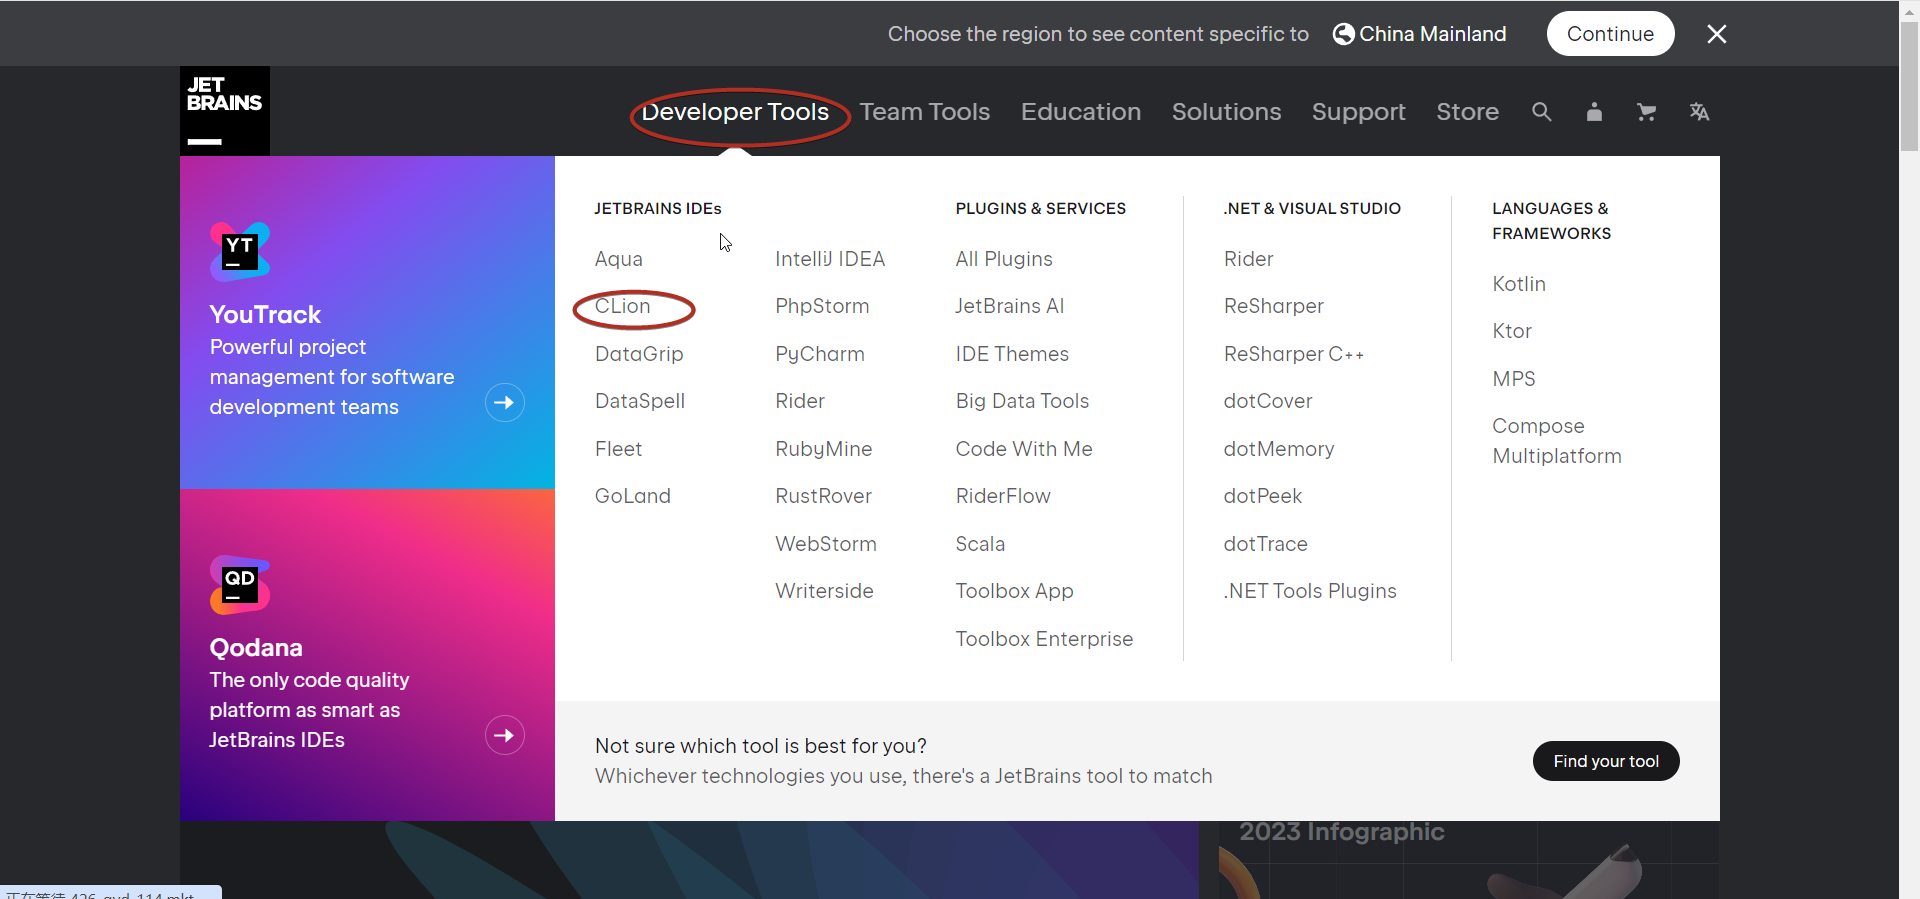 Choose the region to see content specific to China Mainland Continue
JET
BRAINS
Developer Tools Team Tools Education Solutions Support Store
YT
YouTrack
Powerful project
management for software
development teams
QD
Qodana
The only code quality
platform as smart as
JetBrains IDEs
JETBRAINS IDEs
Aqua
CLion
DataGrip
DataSpell
Fleet
GoLand
IntelliJ IDEA
PhpStorm
PyCharm
Rider
RubyMine
RustRover
WebStorm
Writerside
PLUGINS & SERVICES
All Plugins
JetBrains AI
IDE Themes
Big Data Tools
Code With Me
RiderFlow
Scala
Toolbox App
Toolbox Enterprise
.NET & VISUAL STUDIO
Rider
ReSharper
ReSharper C++
dotCover
dotMemory
dotPeek
dotTrace
.NET Tools Plugins
LANGUAGES &
FRAMEWORKS
Kotlin
Ktor
MPS
Compose
Multiplatform
Not sure which tool is best for you?
Whichever technologies you use, there's a JetBrains tool to match
Find your tool
2023 Infographic